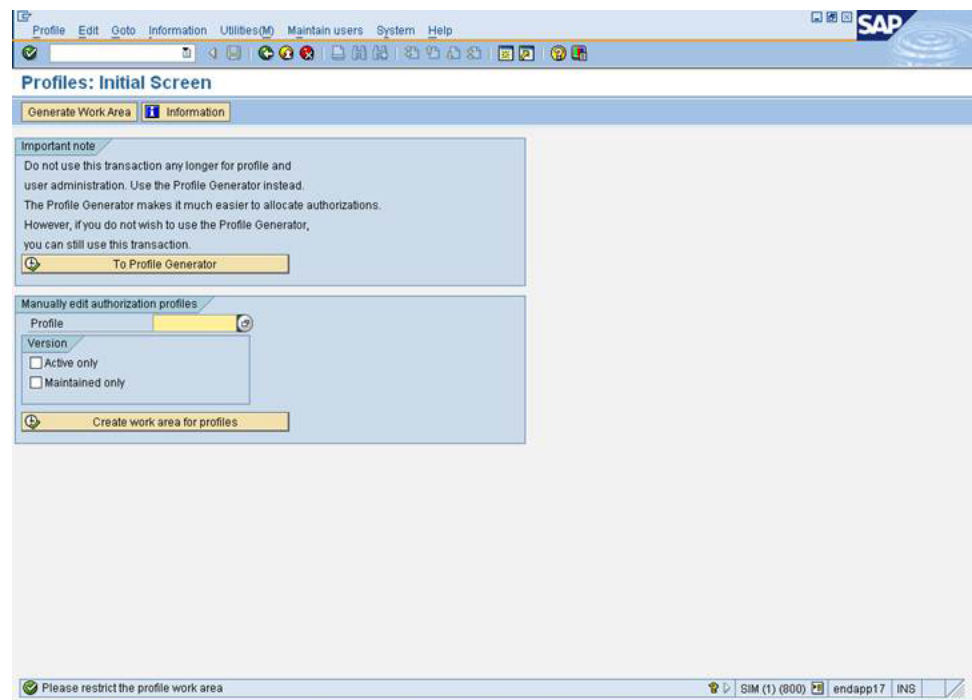 Profile Edit Goto Information Utilities(M) Maintain users System Help
SAP
Profiles: Initial Screen
Generate Work Area Information
Important note
Do not use this transaction any longer for profile and
user administration. Use the Profile Generator instead.
The Profile Generator makes it much easier to allocate authorizations.
However, if you do not wish to use the Profile Generator,
you can still use this transaction.
To Profile Generator
Manually edit authorization profiles
Profile
Version
Active only
Maintained only
Create work area for profiles
Please restrict the profile work area SIM (1) (800) endapp17 INS